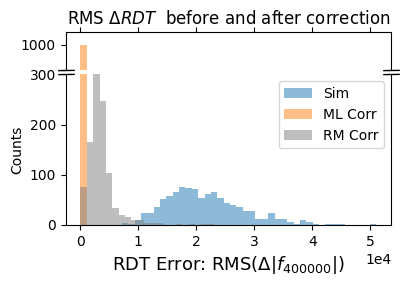 RMS ΔRDT before and after correction
1000
300
200
100
0
Counts
Sim
ML Corr
RM Corr
0 1 2 3 4 5
1e4
RDT Error: RMS(Δ|f₄₀₀₀₀₀|)